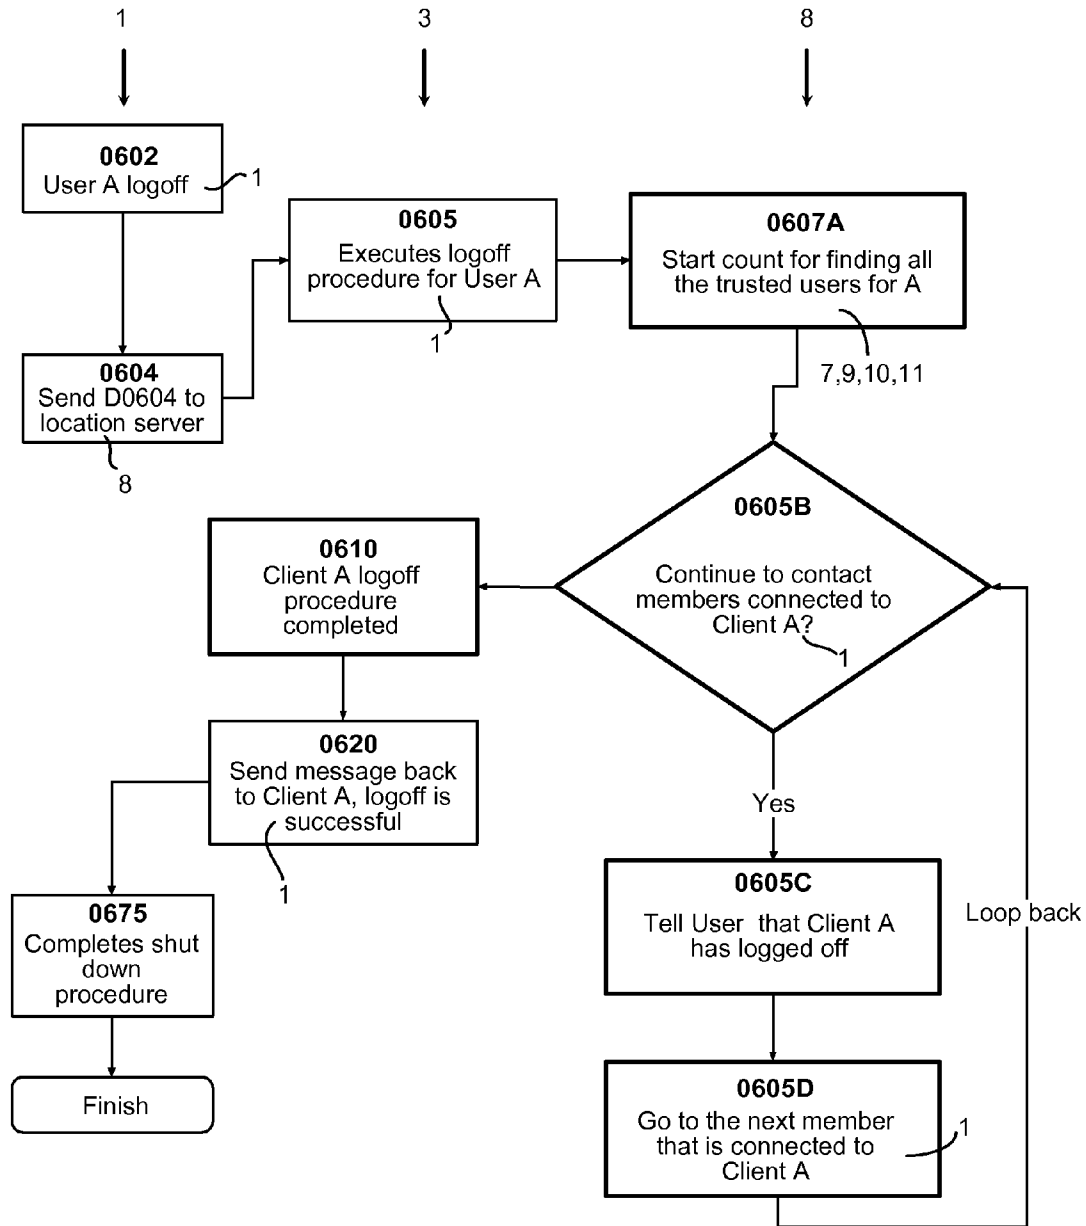 1
3
8
0602
User A logoff
1
0604
Send D0604 to
location server
8
0605
Executes logoff
procedure for User A
1
0607A
Start count for finding all
the trusted users for A
7,9,10,11
0605B
Continue to contact
members connected to
Client A?
1
0610
Client A logoff
procedure
completed
0620
Send message back
to Client A, logoff is
successful
1
0675
Completes shut
down
procedure
Finish
Yes
0605C
Tell User that Client A
has logged off
Loop back
0605D
Go to the next member
that is connected to
Client A
1